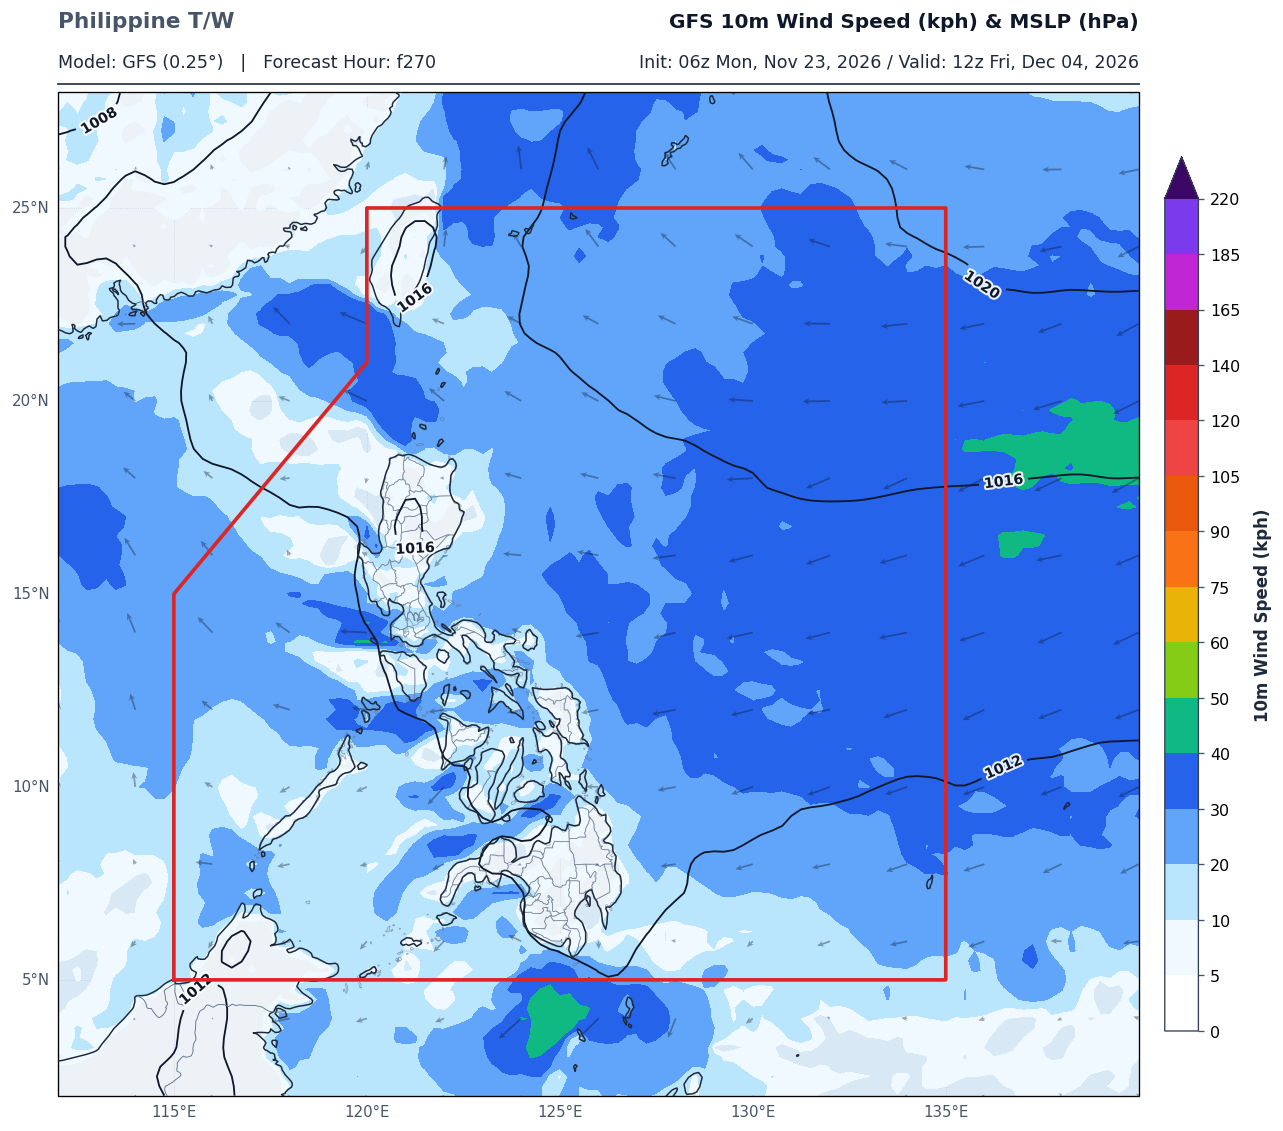 Philippine T/W
GFS 10m Wind Speed (kph) & MSLP (hPa)
Model: GFS (0.25°) | Forecast Hour: f270
Init: 06z Mon, Nov 23, 2026 / Valid: 12z Fri, Dec 04, 2026
1008
25°N
20°N
15°N
10°N
5°N
1016
1020
1016
1016
1012
1012
115°E
120°E
125°E
130°E
135°E
220
185
165
140
120
105
90
75
60
50
40
30
20
10
5
0
10m Wind Speed (kph)